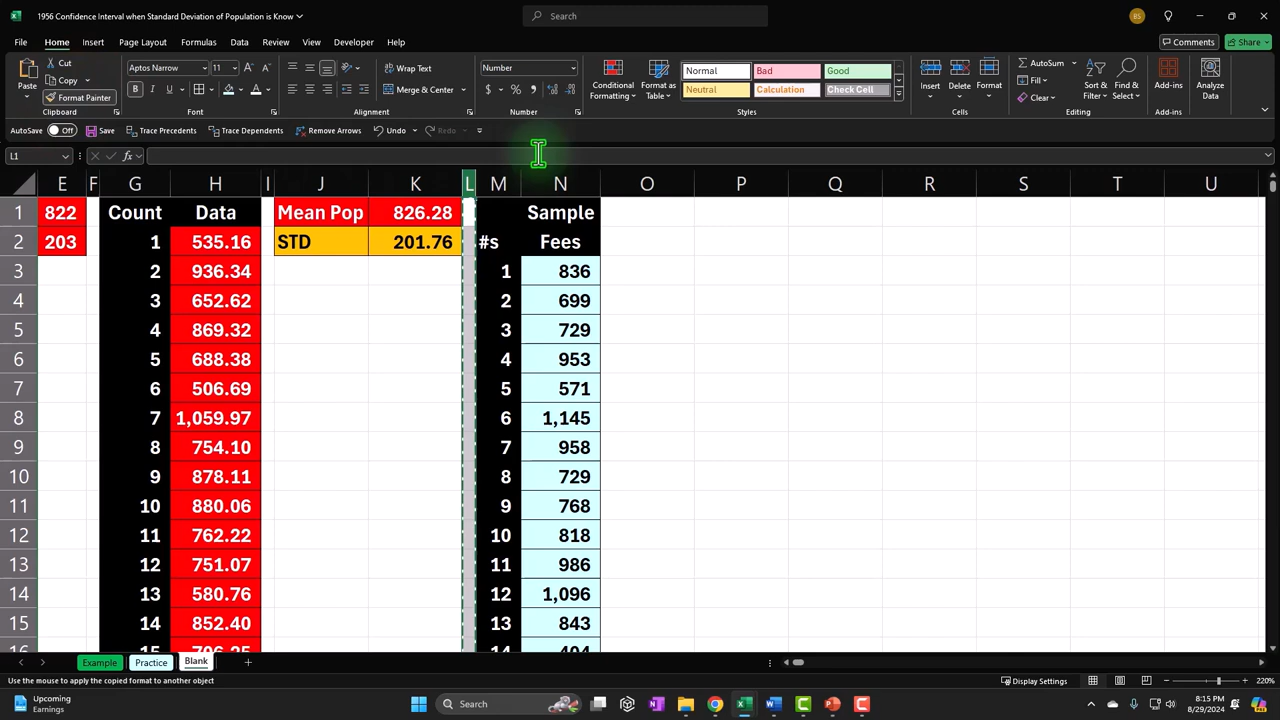 1956 Confidence Interval when Standard Deviation of Population is Know
Search
BS
File Home Insert Page Layout Formulas Data Review View Developer Help
Comments Share
Paste Cut Copy Format Painter
Aptos Narrow 11
Wrap Text
Merge & Center
Number
Conditional Formatting
Format as Table
Normal Bad Good
Neutral Calculation Check Cell
Insert Delete Format
AutoSum Fill Clear
Sort & Filter
Find & Select
Add-ins
Analyze Data
Clipboard Font Alignment Number Styles Cells Editing Add-ins
AutoSave Off Save Trace Precedents Trace Dependents Remove Arrows Undo Redo
L1 fx
E F G H I J K L M N O P Q R S T U
1 822 Count Data Mean Pop 826.28 Sample
2 203 1 535.16 STD 201.76 #s Fees
3 2 936.34 1 836
4 3 652.62 2 699
5 4 869.32 3 729
6 5 688.38 4 953
7 6 506.69 5 571
8 7 1,059.97 6 1,145
9 8 754.10 7 958
10 9 878.11 8 729
11 10 880.06 9 768
12 11 762.22 10 818
13 12 751.07 11 986
14 13 580.76 12 1,096
15 14 852.40 13 843
16 15 706.25 14 404
Example Practice Blank
Use the mouse to apply the copied format to another object
Display Settings
220%
Upcoming
Earnings
Search
8:15 PM
8/29/2024